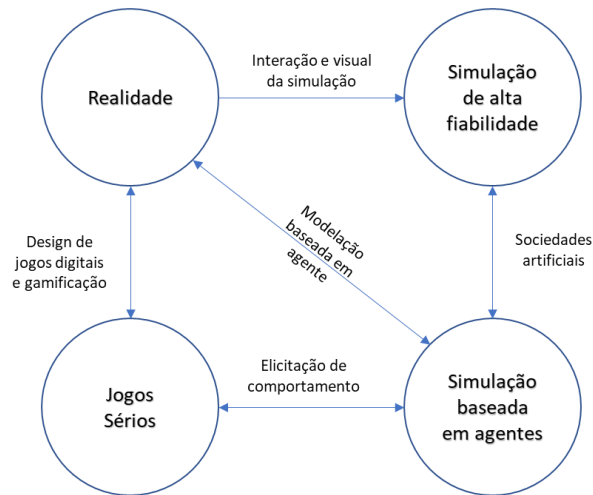 Realidade
Interação e visual
da simulação
Simulação
de alta
fiabilidade
Design de
jogos digitais
e gamificação
Modelação
baseada em
agente
Sociedades
artificiais
Jogos
Sérios
Elicitação de
comportamento
Simulação
baseada
em agentes